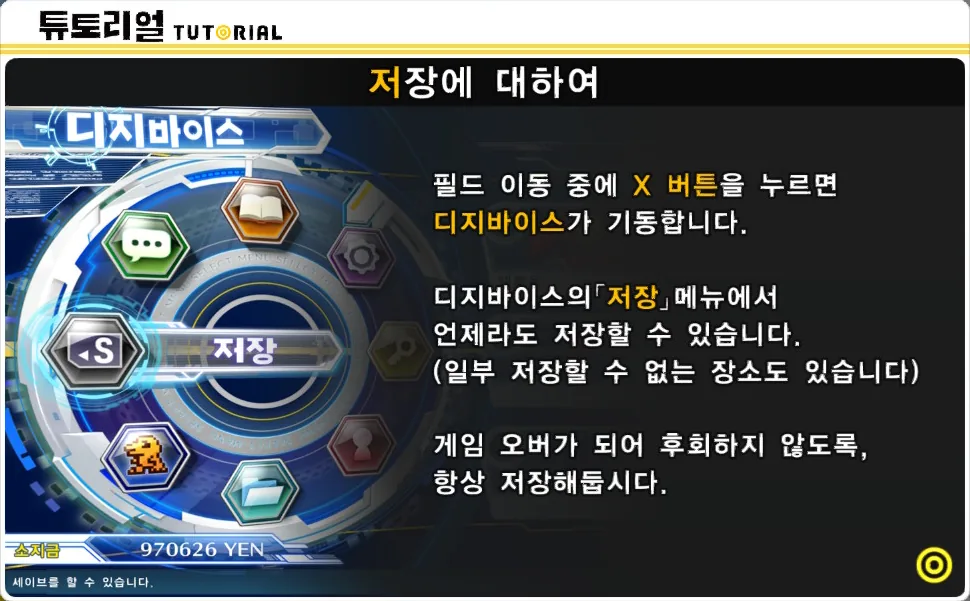 튜토리얼 TUTORIAL
저장에 대하여
디지바이스
필드 이동 중에 X 버튼을 누르면
디지바이스가 기동합니다.
디지바이스의「저장」메뉴에서
언제라도 저장할 수 있습니다.
(일부 저장할 수 없는 장소도 있습니다)
게임 오버가 되어 후회하지 않도록,
항상 저장해둡시다.
◀S
저장
소지금 970626 YEN
세이브를 할 수 있습니다.